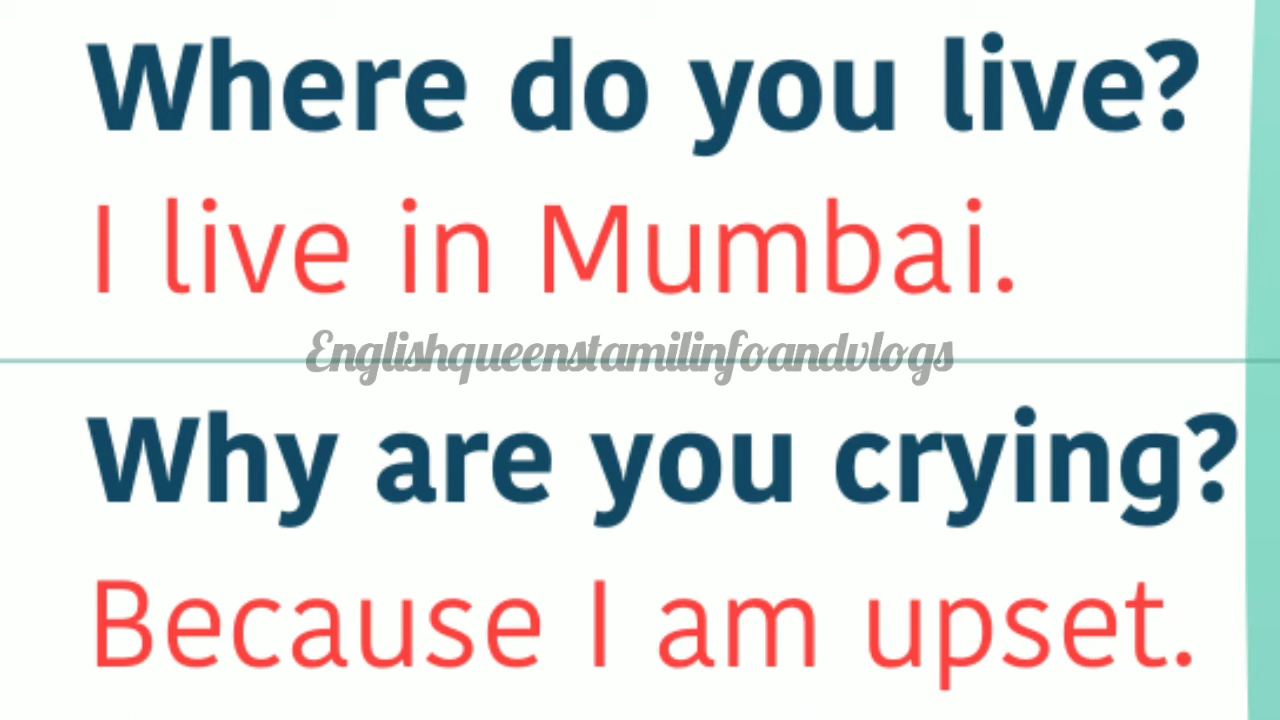 Where do you live?
I live in Mumbai.
Englishqueenstamilinfoandvlogs
Why are you crying?
Because I am upset.